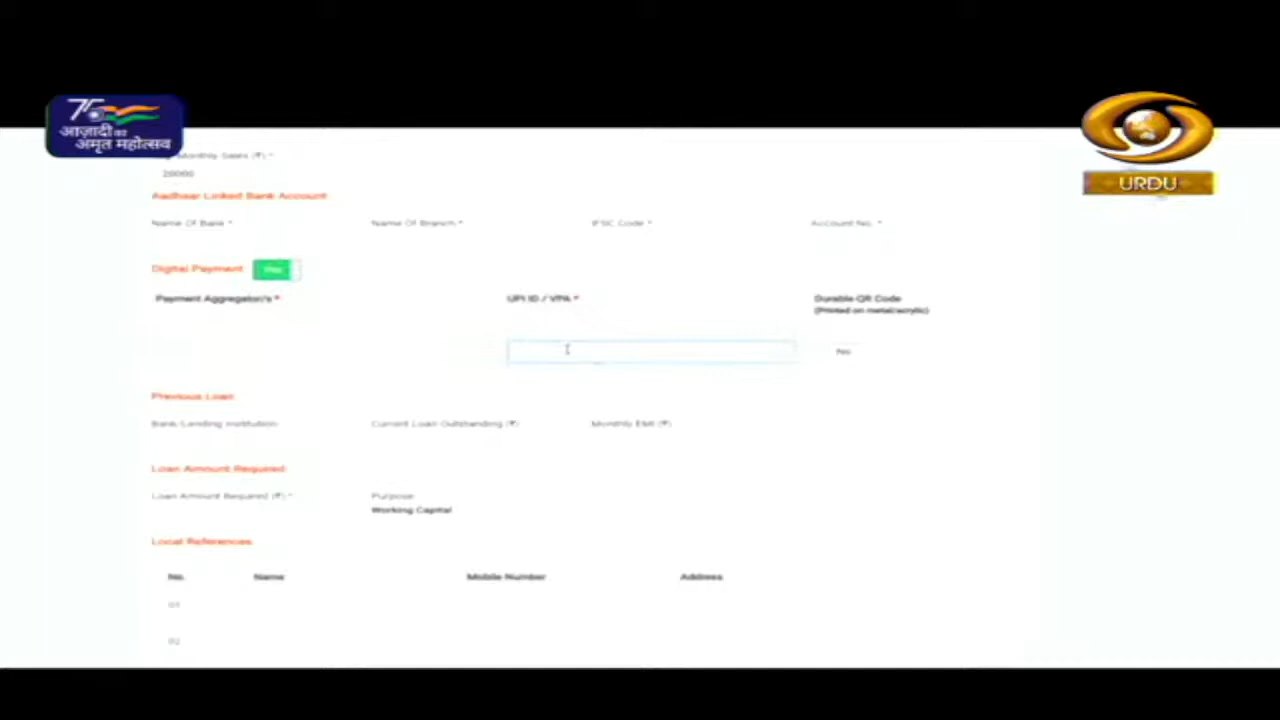 75
आज़ादी का
अमृत महोत्सव
URDU
Monthly Sales (₹) *
20000
Aadhaar Linked Bank Account
Name Of Bank * Name Of Branch * IFSC Code * Account No. *
Digital Payment Yes
Payment Aggregator/s * UPI ID / VPA * Durable QR Code
(Printed on metal/acrylic)
No
Previous Loan
Bank/Lending Institution Current Loan Outstanding (₹) Monthly EMI (₹)
Loan Amount Required
Loan Amount Required (₹) * Purpose
Working Capital
Local References
No. Name Mobile Number Address
01
02